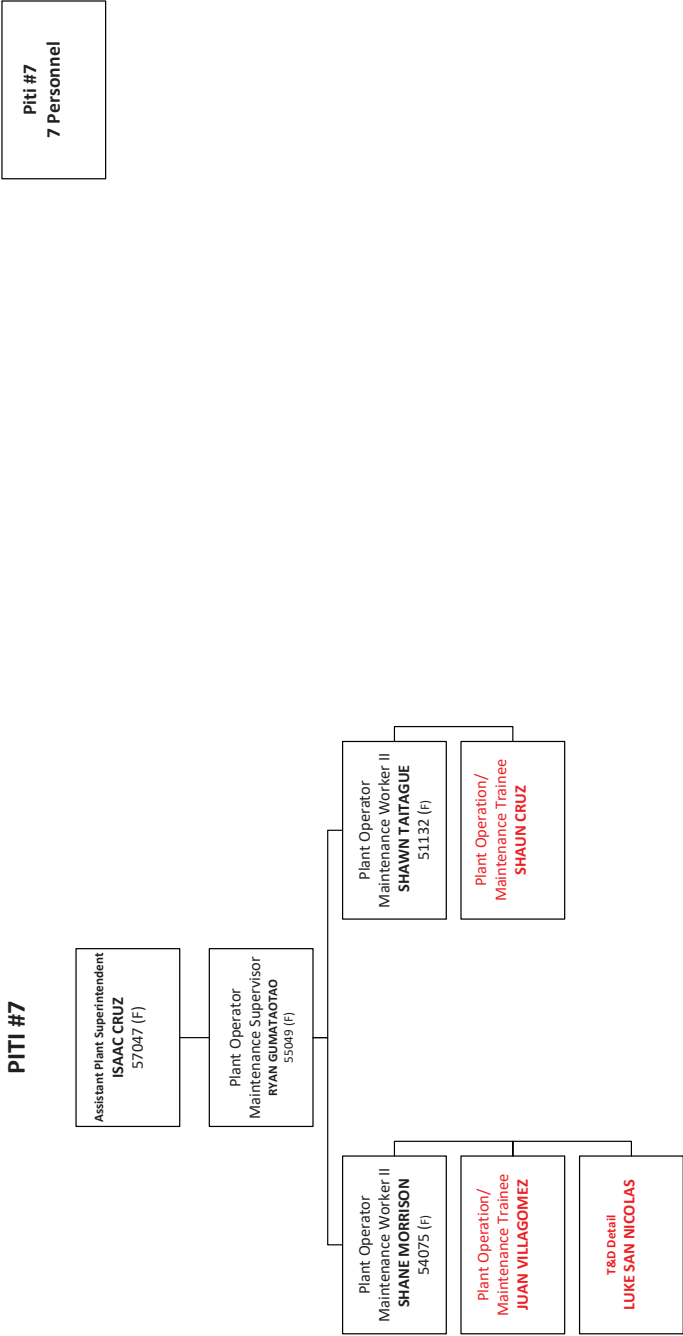 PITI #7
Piti #7
7 Personnel
Assistant Plant Superintendent
ISAAC CRUZ
57047 (F)
Plant Operator
Maintenance Supervisor
RYAN GUMATAOTAO
55049 (F)
Plant Operator
Maintenance Worker II
SHANE MORRISON
54075 (F)
Plant Operation/
Maintenance Trainee
JUAN VILLAGOMEZ
T&D Detail
LUKE SAN NICOLAS
Plant Operator
Maintenance Worker II
SHAWN TAITAGUE
51132 (F)
Plant Operation/
Maintenance Trainee
SHAUN CRUZ